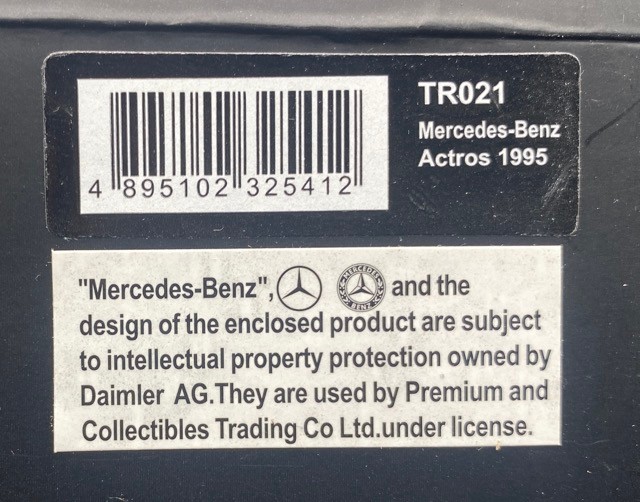 TR021
Mercedes-Benz
Actros 1995
4 895102 325412
"Mercedes-Benz", MERCEDES BENZ and the
design of the enclosed product are subject
to intellectual property protection owned by
Daimler AG.They are used by Premium and
Collectibles Trading Co Ltd.under license.